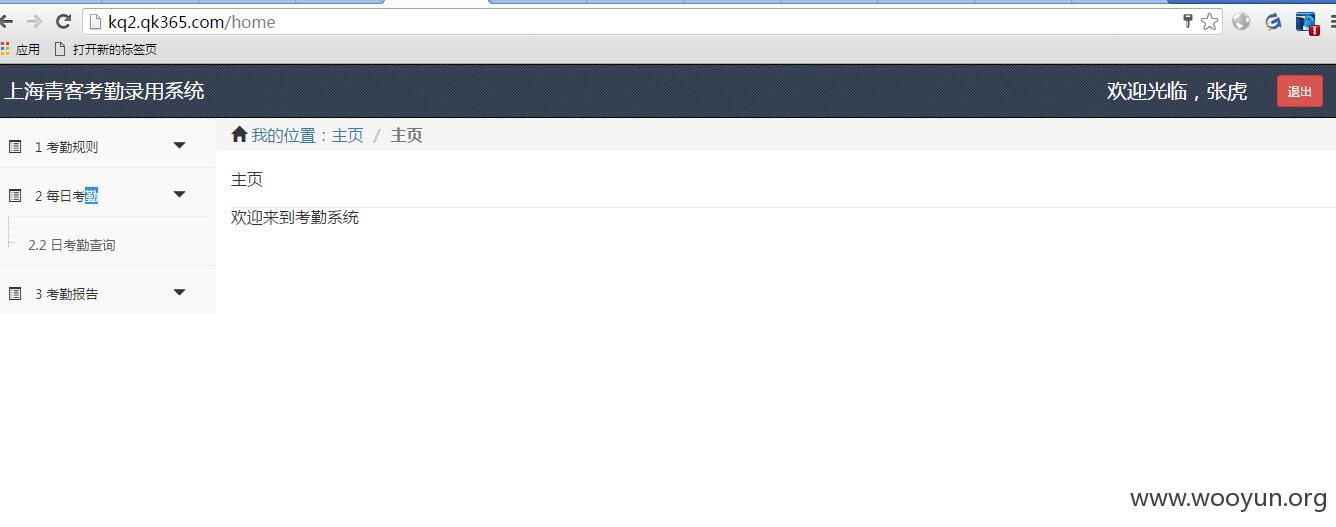 kq2.qk365.com/home
应用 打开新的标签页
上海青客考勤录用系统 欢迎光临，张虎 退出
我的位置：主页 / 主页
1 考勤规则
主页
2 每日考勤
欢迎来到考勤系统
2.2 日考勤查询
3 考勤报告
www.wooyun.org